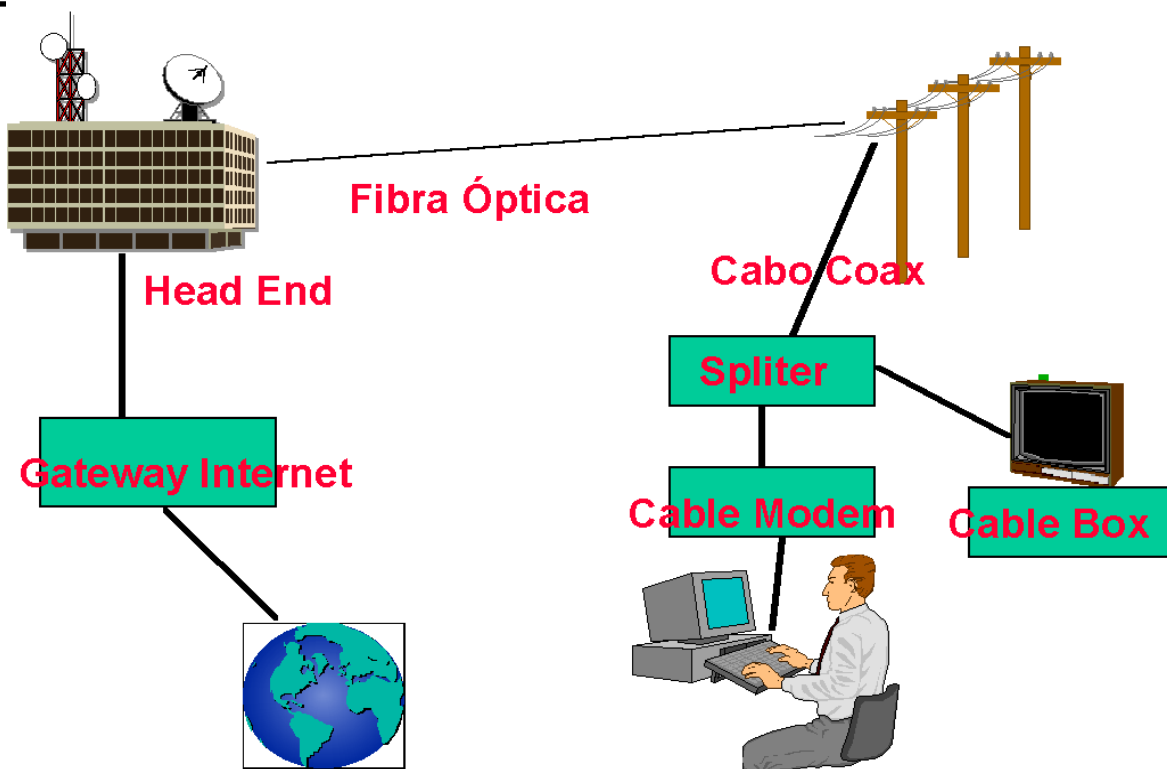 Fibra Óptica
Head End
Cabo Coax
Spliter
Gateway Internet
Cable Modem
Cable Box